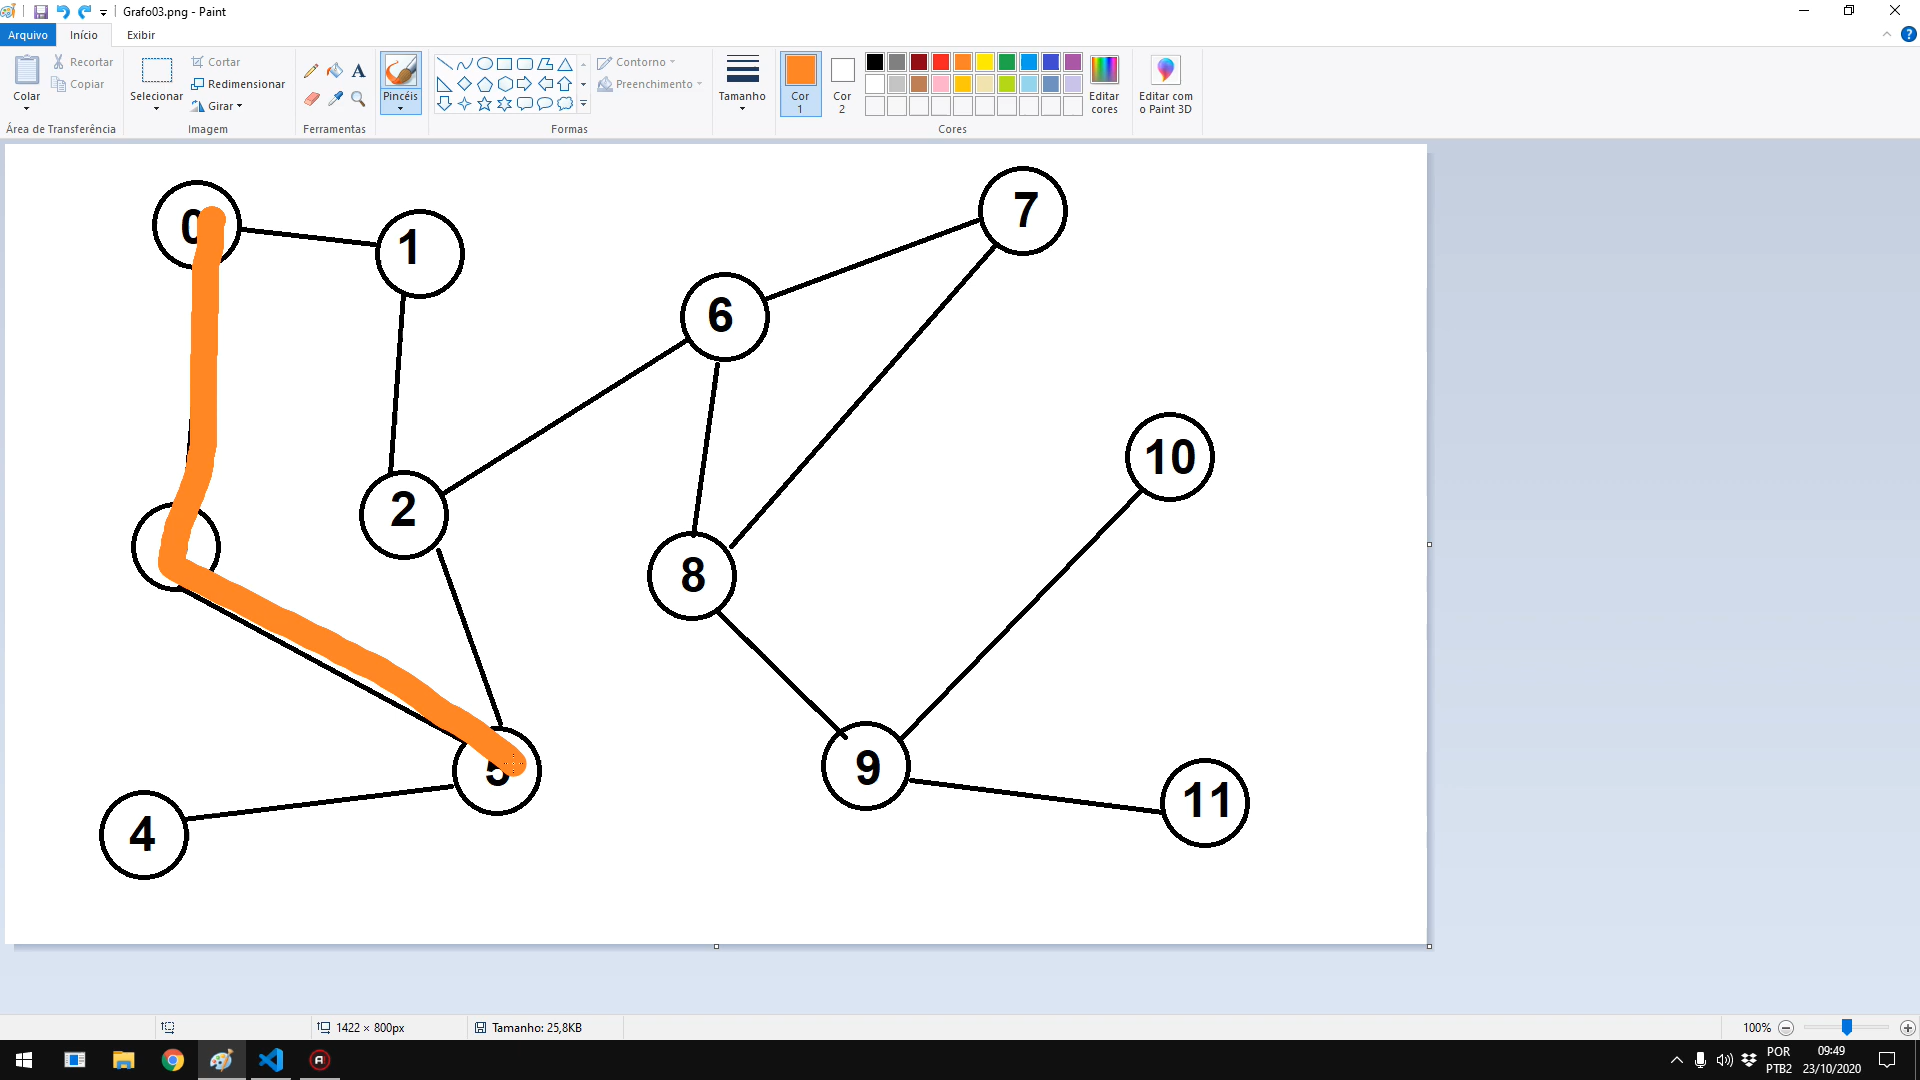 Grafo03.png - Paint
Arquivo Início Exibir
Colar
Recortar
Copiar
Área de Transferência
Selecionar
Cortar
Redimensionar
Girar
Imagem
A
Ferramentas
Pincéis
Contorno
Preenchimento
Formas
Tamanho
Cor
1
Cor
2
Editar
cores
Cores
Editar com
o Paint 3D
0
1
7
6
10
2
8
5
9
4
11
1422 × 800px
Tamanho: 25,8KB
100%
POR
PTB2
09:49
23/10/2020